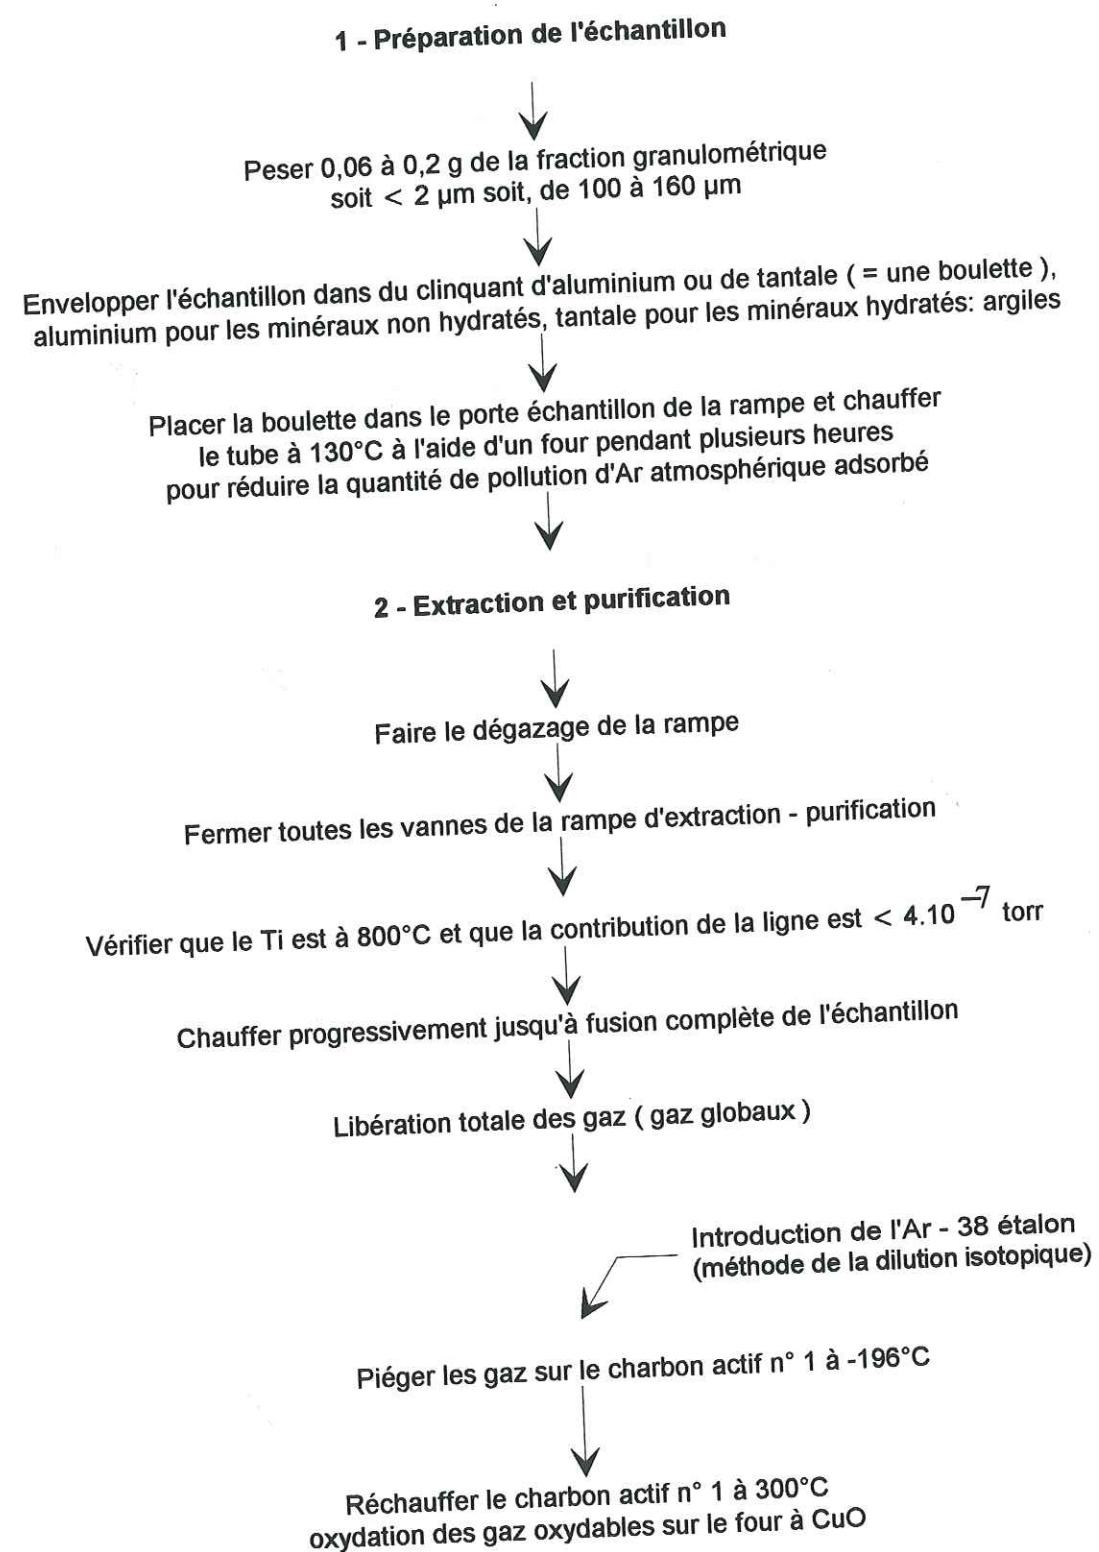 1 - Préparation de l'échantillon
Peser 0,06 à 0,2 g de la fraction granulométrique
soit < 2 µm soit, de 100 à 160 µm
Envelopper l'échantillon dans du clinquant d'aluminium ou de tantale ( = une boulette ),
aluminium pour les minéraux non hydratés, tantale pour les minéraux hydratés: argiles
Placer la boulette dans le porte échantillon de la rampe et chauffer
le tube à 130°C à l'aide d'un four pendant plusieurs heures
pour réduire la quantité de pollution d'Ar atmosphérique adsorbé
2 - Extraction et purification
Faire le dégazage de la rampe
Fermer toutes les vannes de la rampe d'extraction - purification
Vérifier que le Ti est à 800°C et que la contribution de la ligne est < 4.10⁻⁷ torr
Chauffer progressivement jusqu'à fusion complète de l'échantillon
Libération totale des gaz ( gaz globaux )
Introduction de l'Ar - 38 étalon
(méthode de la dilution isotopique)
Piéger les gaz sur le charbon actif n° 1 à -196°C
Réchauffer le charbon actif n° 1 à 300°C
oxydation des gaz oxydables sur le four à CuO